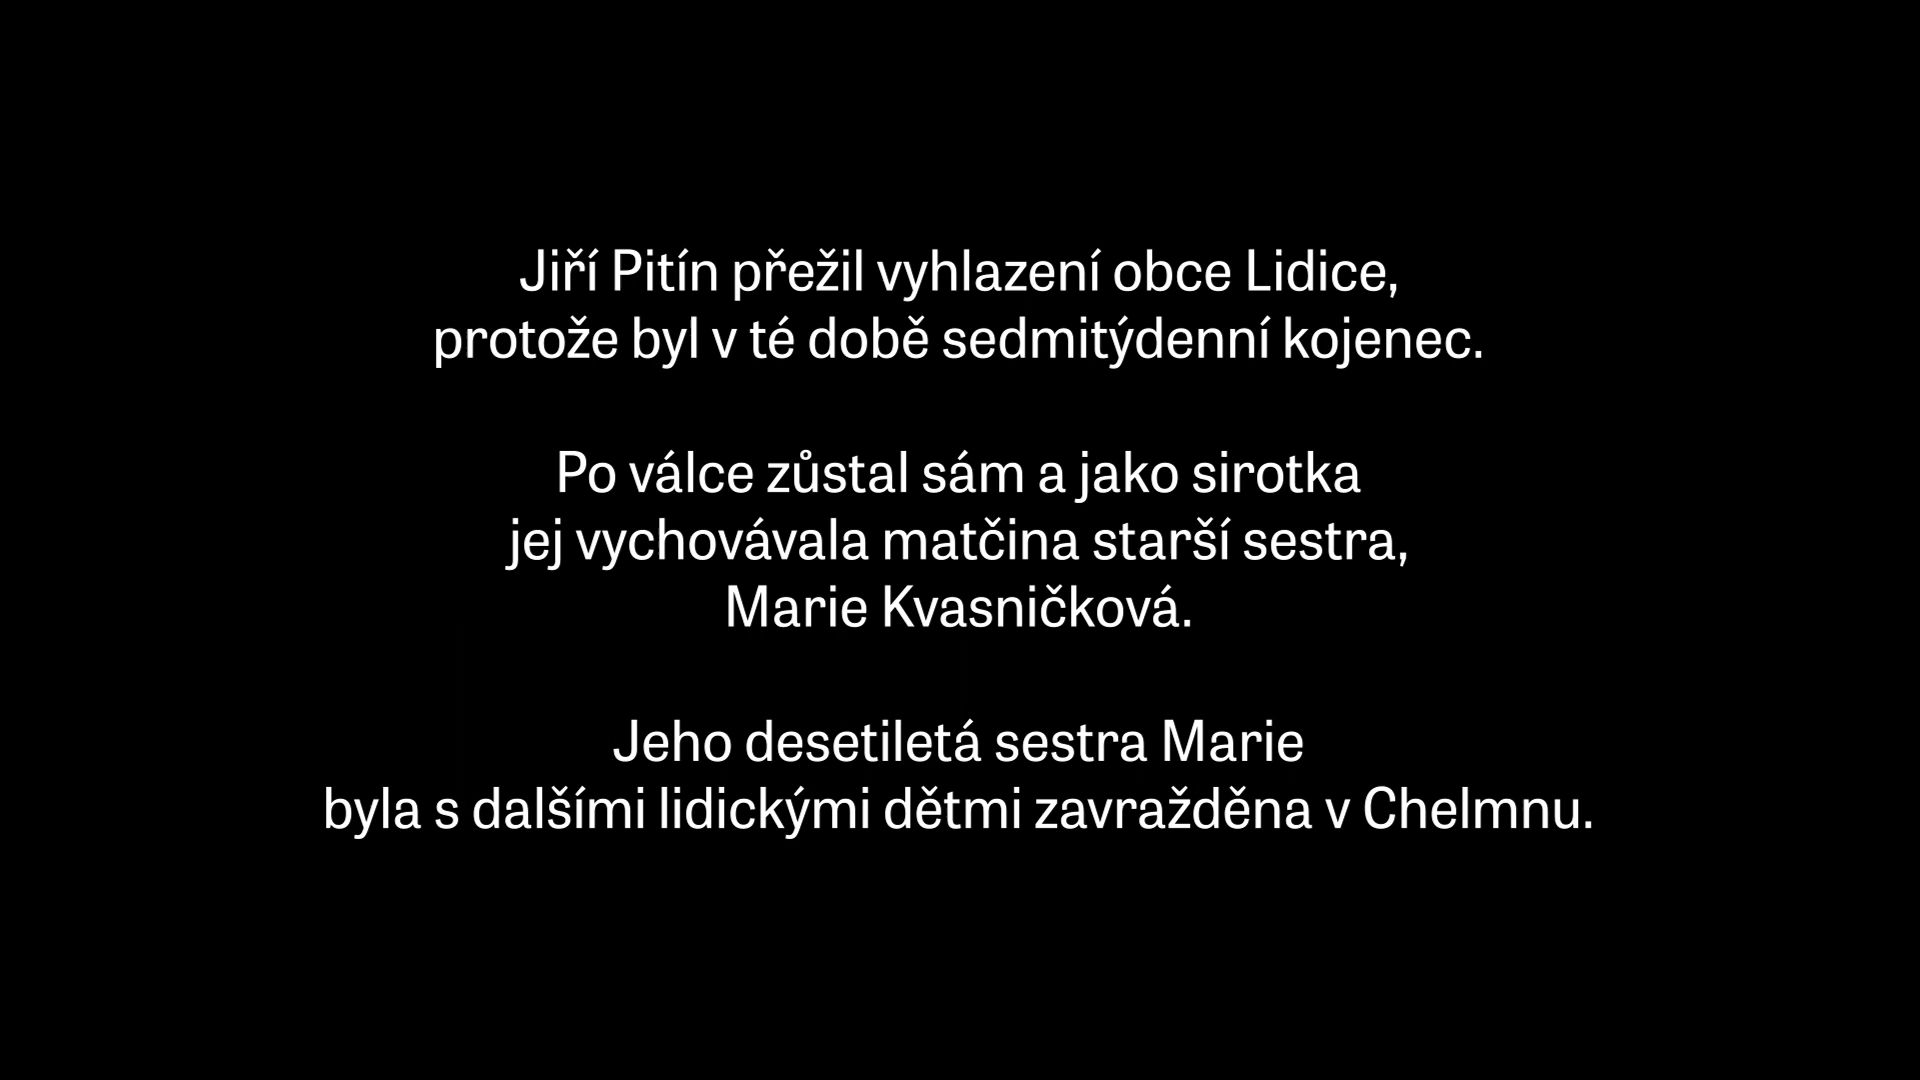 Jiří Pitín přežil vyhlazení obce Lidice,
protože byl v té době sedmitýdenní kojenec.
Po válce zůstal sám a jako sirotka
jej vychovávala matčina starší sestra,
Marie Kvasničková.
Jeho desetiletá sestra Marie
byla s dalšími lidickými dětmi zavražděna v Chelmnu.